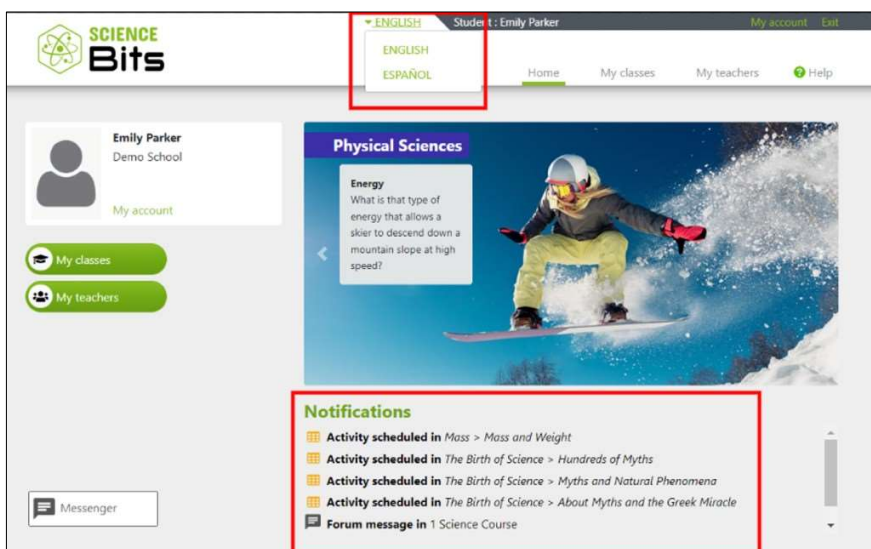 SCIENCE
Bits
ENGLISH
Student : Emily Parker
My account
Exit
ENGLISH
ESPAÑOL
Home
My classes
My teachers
Help
Emily Parker
Demo School
My account
My classes
My teachers
Physical Sciences
Energy
What is that type of
energy that allows a
skier to descend down a
mountain slope at high
speed?
Notifications
Activity scheduled in Mass > Mass and Weight
Activity scheduled in The Birth of Science > Hundreds of Myths
Activity scheduled in The Birth of Science > Myths and Natural Phenomena
Activity scheduled in The Birth of Science > About Myths and the Greek Miracle
Forum message in 1 Science Course
Messenger